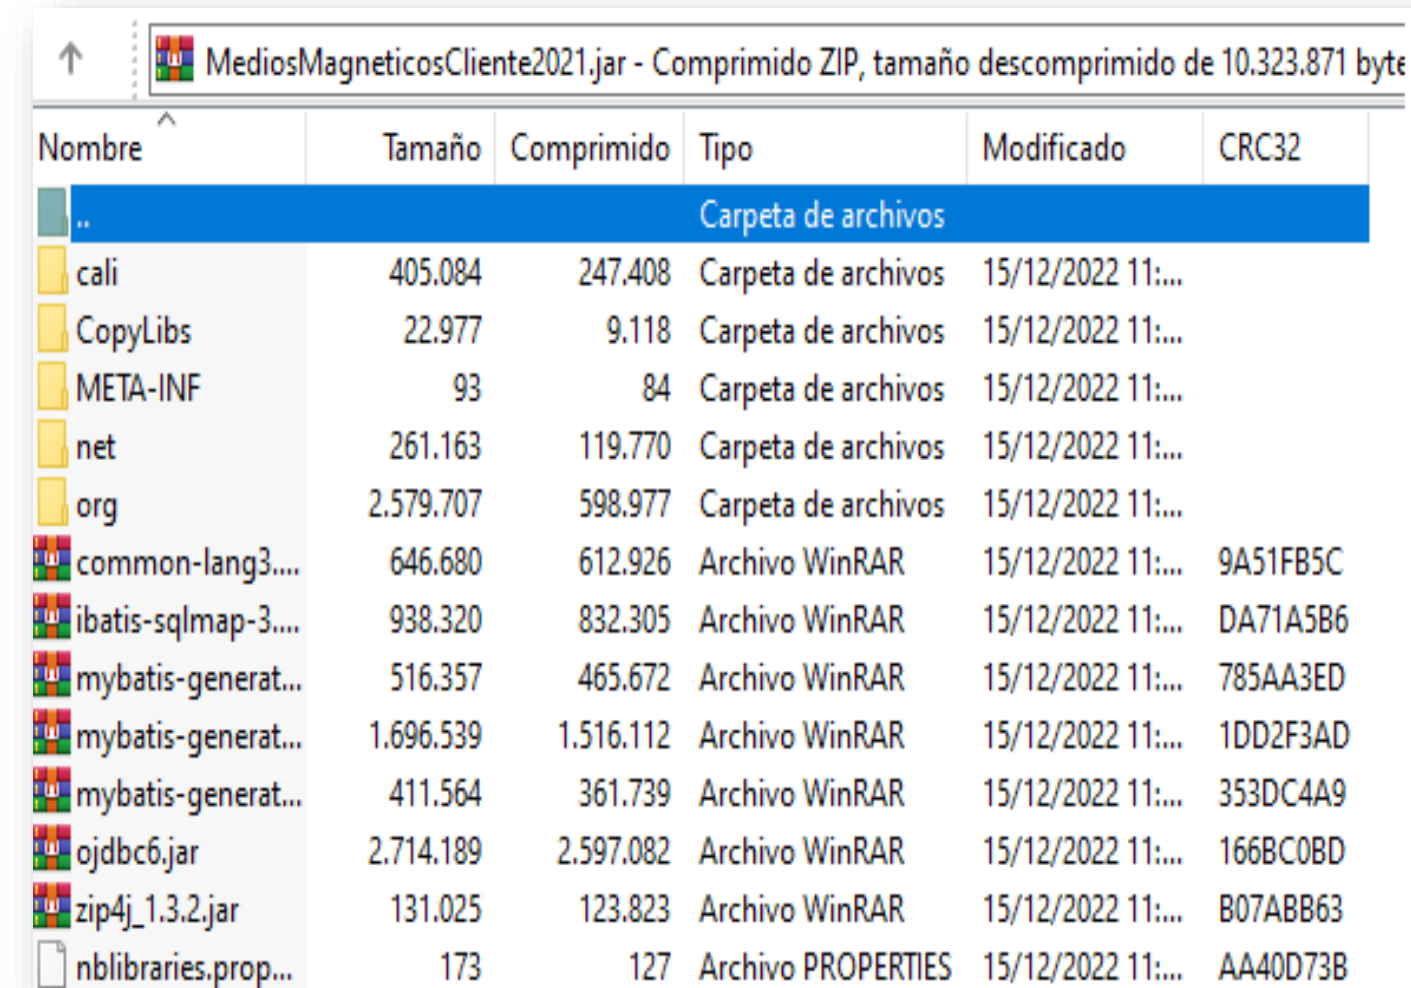 MediosMagneticosCliente2021.jar - Comprimido ZIP, tamaño descomprimido de 10.323.871 byte
Nombre Tamaño Comprimido Tipo Modificado CRC32
.. Carpeta de archivos
cali 405.084 247.408 Carpeta de archivos 15/12/2022 11:...
CopyLibs 22.977 9.118 Carpeta de archivos 15/12/2022 11:...
META-INF 93 84 Carpeta de archivos 15/12/2022 11:...
net 261.163 119.770 Carpeta de archivos 15/12/2022 11:...
org 2.579.707 598.977 Carpeta de archivos 15/12/2022 11:...
common-lang3.... 646.680 612.926 Archivo WinRAR 15/12/2022 11:... 9A51FB5C
ibatis-sqlmap-3.... 938.320 832.305 Archivo WinRAR 15/12/2022 11:... DA71A5B6
mybatis-generat... 516.357 465.672 Archivo WinRAR 15/12/2022 11:... 785AA3ED
mybatis-generat... 1.696.539 1.516.112 Archivo WinRAR 15/12/2022 11:... 1DD2F3AD
mybatis-generat... 411.564 361.739 Archivo WinRAR 15/12/2022 11:... 353DC4A9
ojdbc6.jar 2.714.189 2.597.082 Archivo WinRAR 15/12/2022 11:... 166BC0BD
zip4j_1.3.2.jar 131.025 123.823 Archivo WinRAR 15/12/2022 11:... B07ABB63
nblibraries.prop... 173 127 Archivo PROPERTIES 15/12/2022 11:... AA40D73B